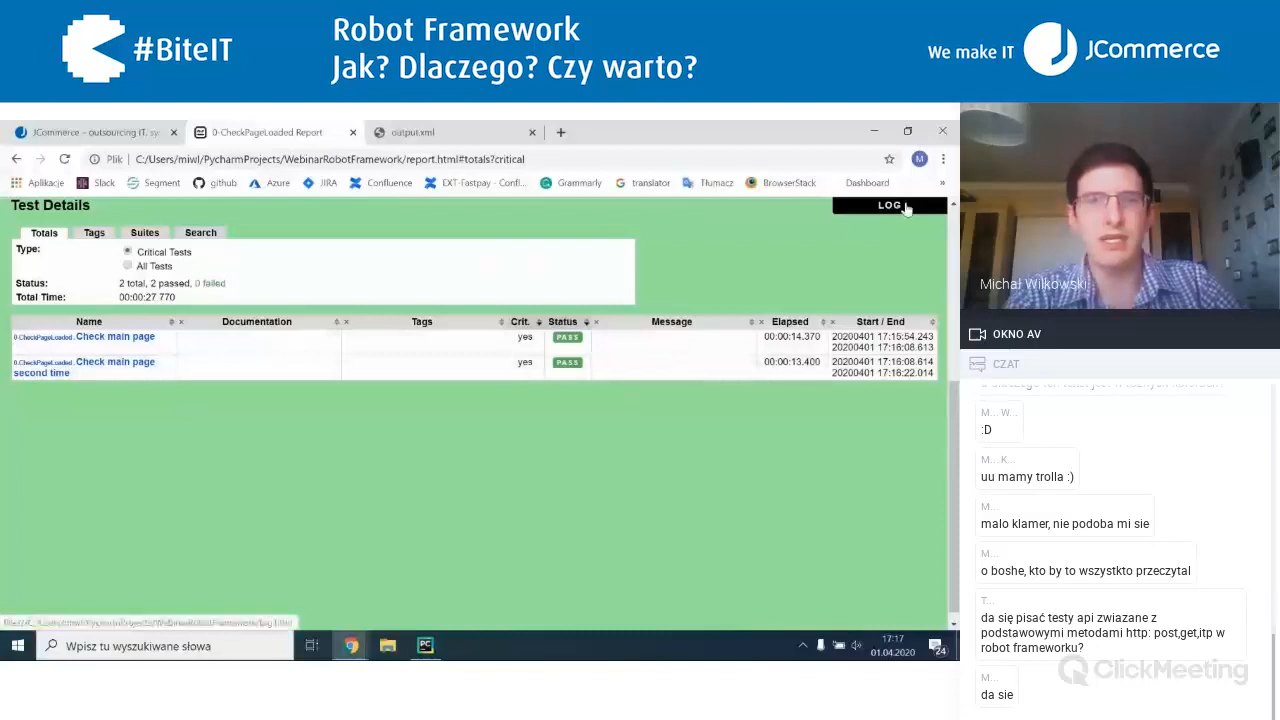 #BiteIT
Robot Framework
Jak? Dlaczego? Czy warto?
We make IT
JCommerce
JCommerce – outsourcing IT, sy
0-CheckPageLoaded Report
output.xml
Plik
C:/Users/miwl/PycharmProjects/WebinarRobotFramework/report.html#totals?critical
M
Aplikacje
Slack
Segment
github
Azure
JIRA
Confluence
EXT-Fastpay - Confl...
Grammarly
translator
Tłumacz
BrowserStack
Dashboard
»
Test Details
LOG
Totals
Tags
Suites
Search
Type:
Critical Tests
All Tests
Status:
2 total, 2 passed, 0 failed
Total Time:
00:00:27.770
Name
Documentation
Tags
Crit.
Status
Message
Elapsed
Start / End
0-CheckPageLoaded . Check main page
yes
PASS
00:00:14.370
20200401 17:15:54.243
20200401 17:16:08.613
0-CheckPageLoaded . Check main page
second time
yes
PASS
00:00:13.400
20200401 17:16:08.614
20200401 17:16:22.014
Wpisz tu wyszukiwane słowa
PC
17:17
01.04.2020
24
Michał Wilkowski
OKNO AV
CZAT
M... W...
:D
M... K...
uu mamy trolla :)
M...
malo klamer, nie podoba mi sie
M...
o boshe, kto by to wszystkto przeczytal
T...
da się pisać testy api zwiazane z
podstawowymi metodami http: post,get,itp w
robot frameworku?
M...
da sie
ClickMeeting